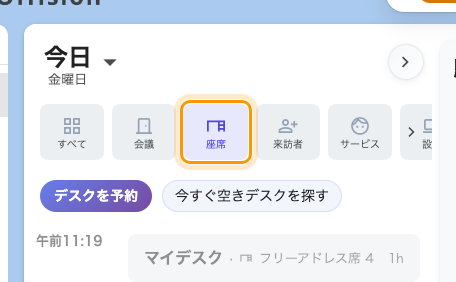 今日
金曜日
すべて
会議
座席
来訪者
サービス
デスクを予約
今すぐ空きデスクを探す
午前11:19
マイデスク · フリーアドレス席 4 1h